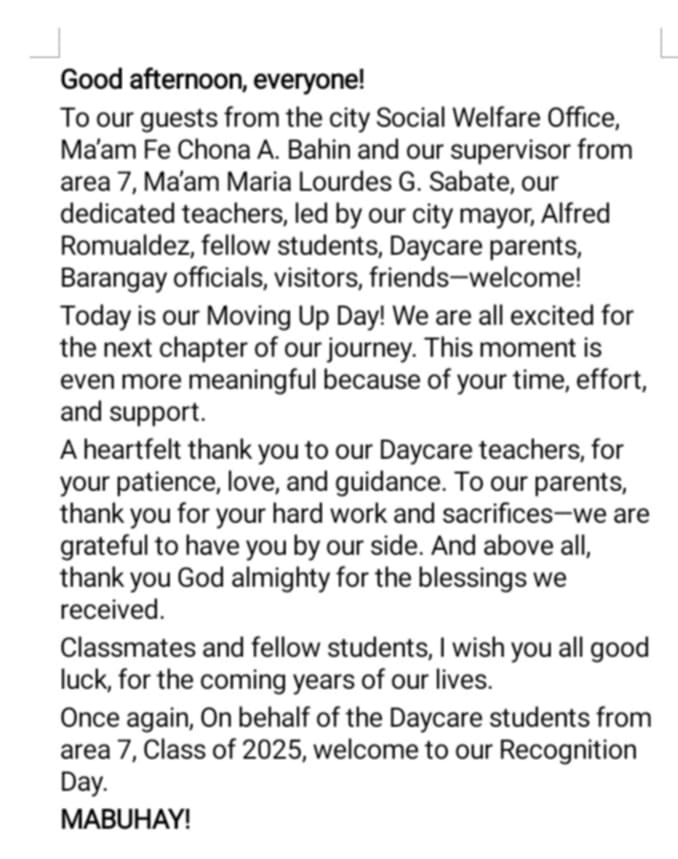 Good afternoon, everyone!
To our guests from the city Social Welfare Office,
Ma'am Fe Chona A. Bahin and our supervisor from
area 7, Ma'am Maria Lourdes G. Sabate, our
dedicated teachers, led by our city mayor, Alfred
Romualdez, fellow students, Daycare parents,
Barangay officials, visitors, friends—welcome!
Today is our Moving Up Day! We are all excited for
the next chapter of our journey. This moment is
even more meaningful because of your time, effort,
and support.
A heartfelt thank you to our Daycare teachers, for
your patience, love, and guidance. To our parents,
thank you for your hard work and sacrifices—we are
grateful to have you by our side. And above all,
thank you God almighty for the blessings we
received.
Classmates and fellow students, I wish you all good
luck, for the coming years of our lives.
Once again, On behalf of the Daycare students from
area 7, Class of 2025, welcome to our Recognition
Day.
MABUHAY!